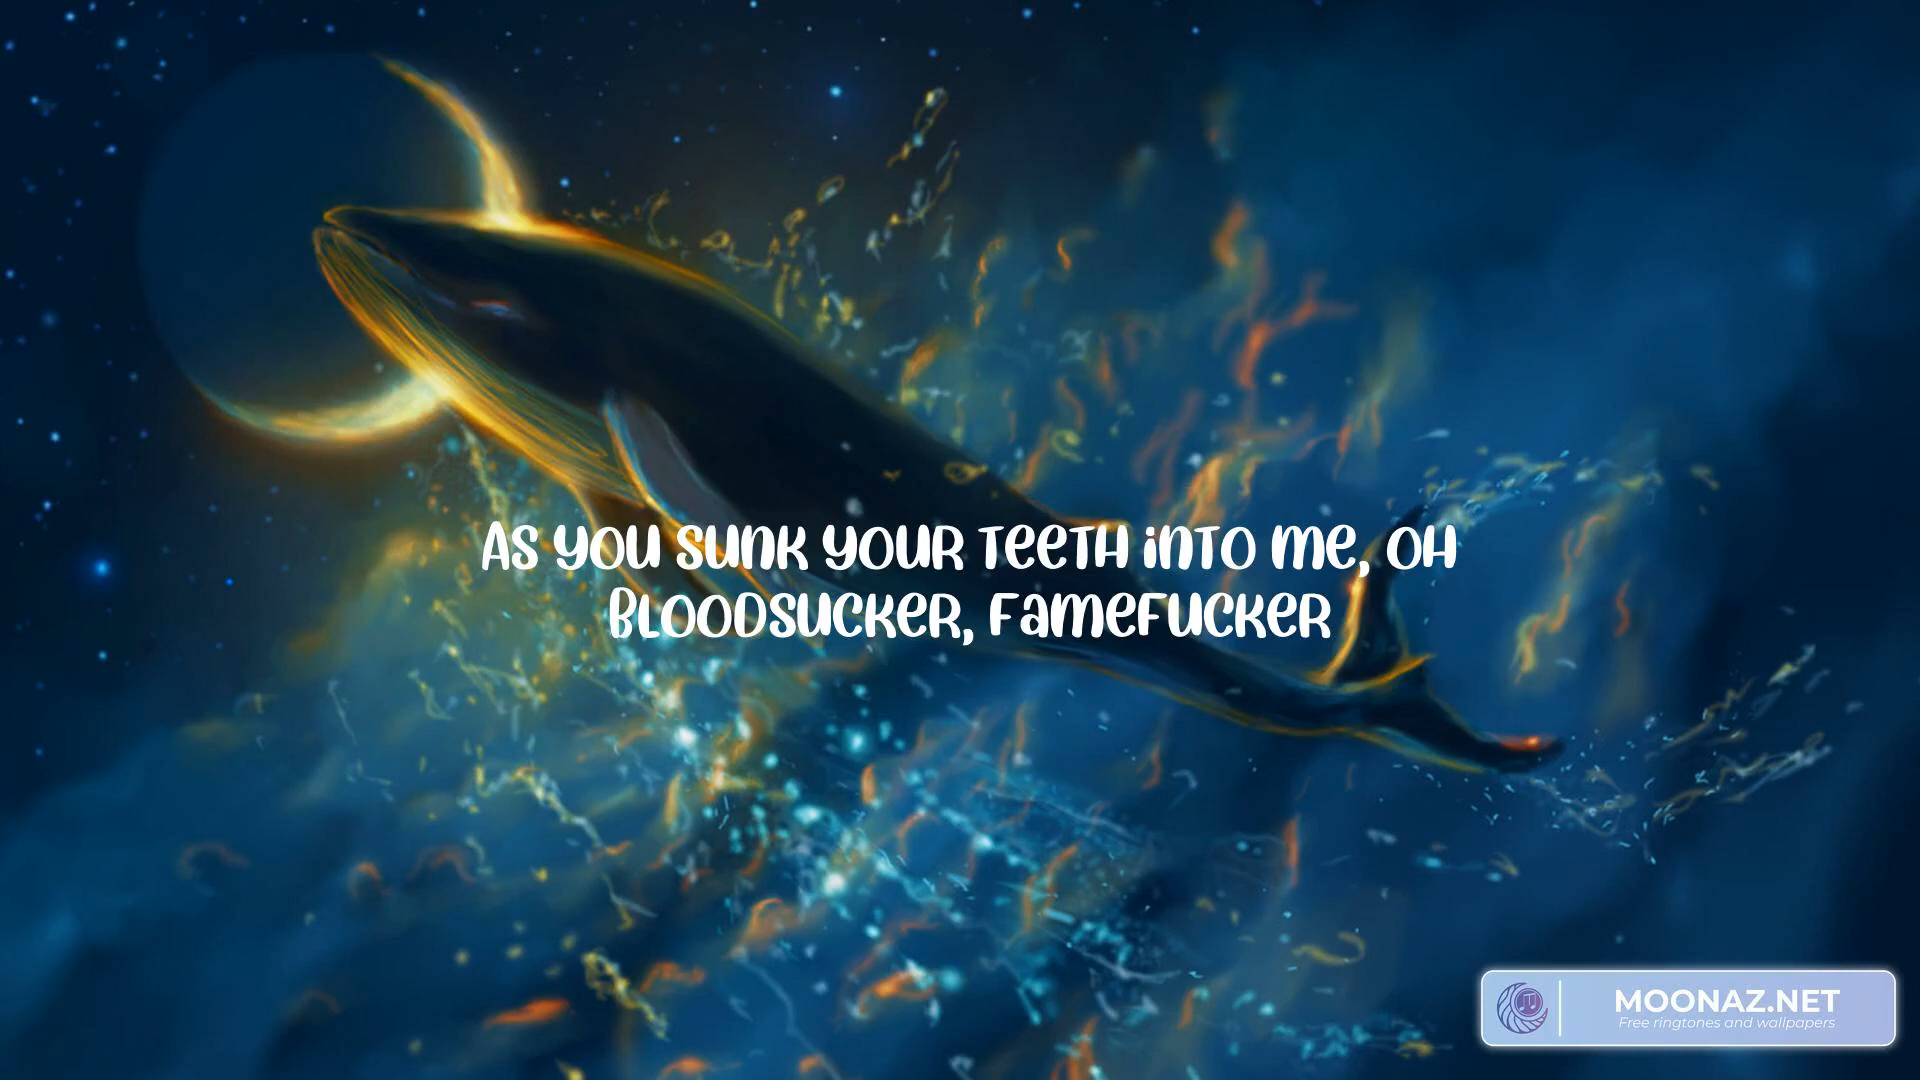 As you sunk your teeth into me, oh
Bloodsucker, famefucker
MOONAZ.NET
Free ringtones and wallpapers